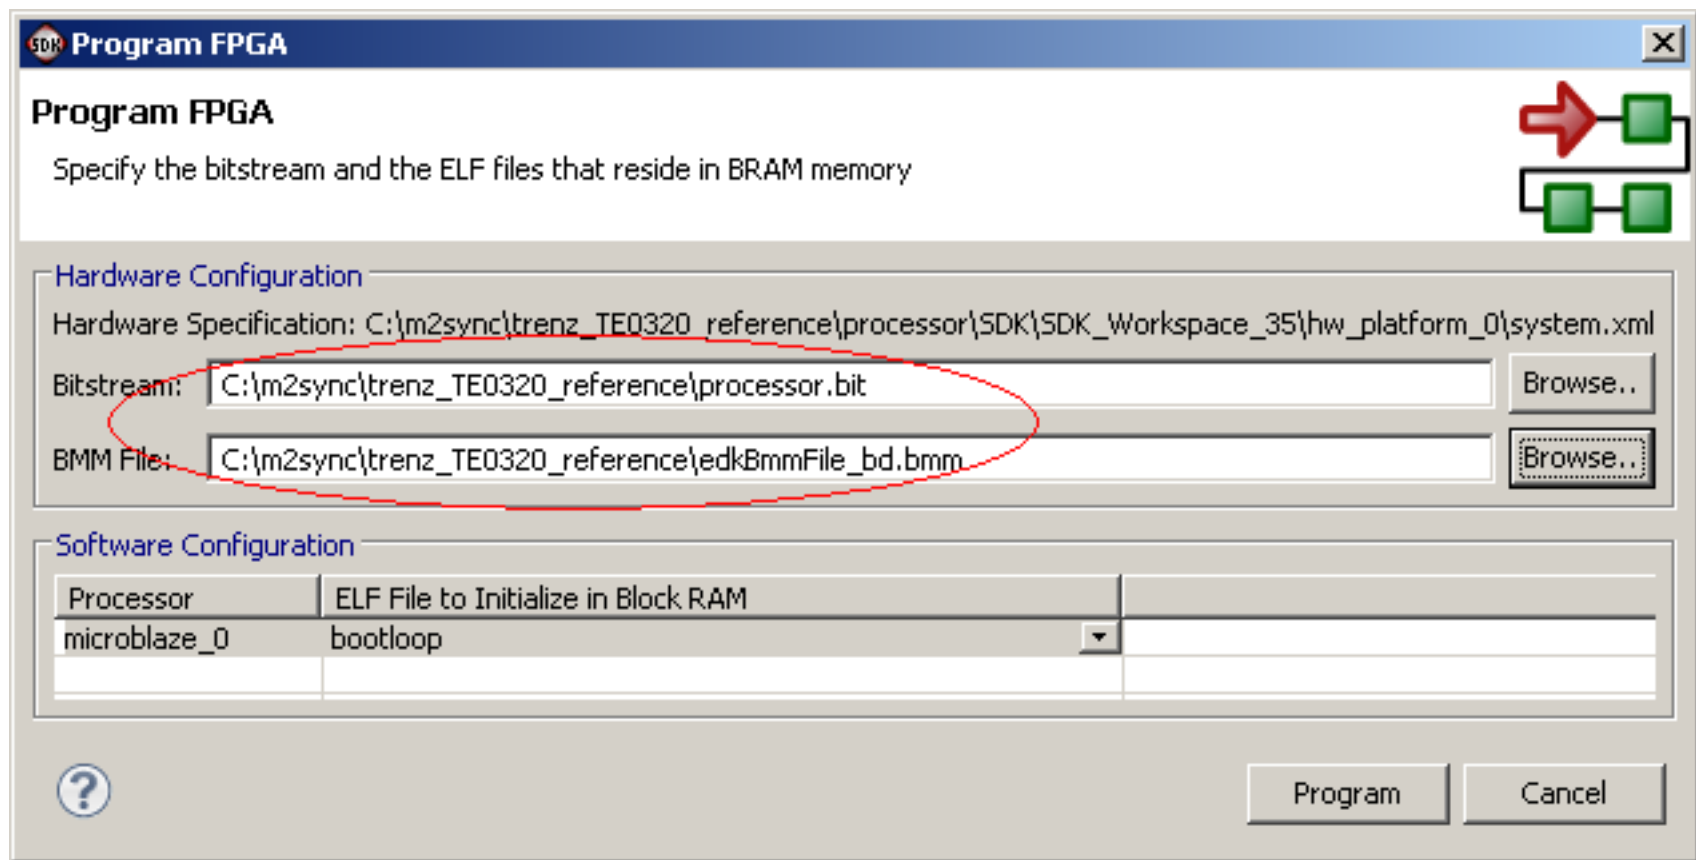 SDK Program FPGA
Program FPGA
Specify the bitstream and the ELF files that reside in BRAM memory
Hardware Configuration
Hardware Specification: C:\m2sync\trenz_TE0320_reference\processor\SDK\SDK_Workspace_35\hw_platform_0\system.xml
Bitstream: C:\m2sync\trenz_TE0320_reference\processor.bit Browse..
BMM File: C:\m2sync\trenz_TE0320_reference\edkBmmFile_bd.bmm Browse..
Software Configuration
Processor ELF File to Initialize in Block RAM
microblaze_0 bootloop
? Program Cancel